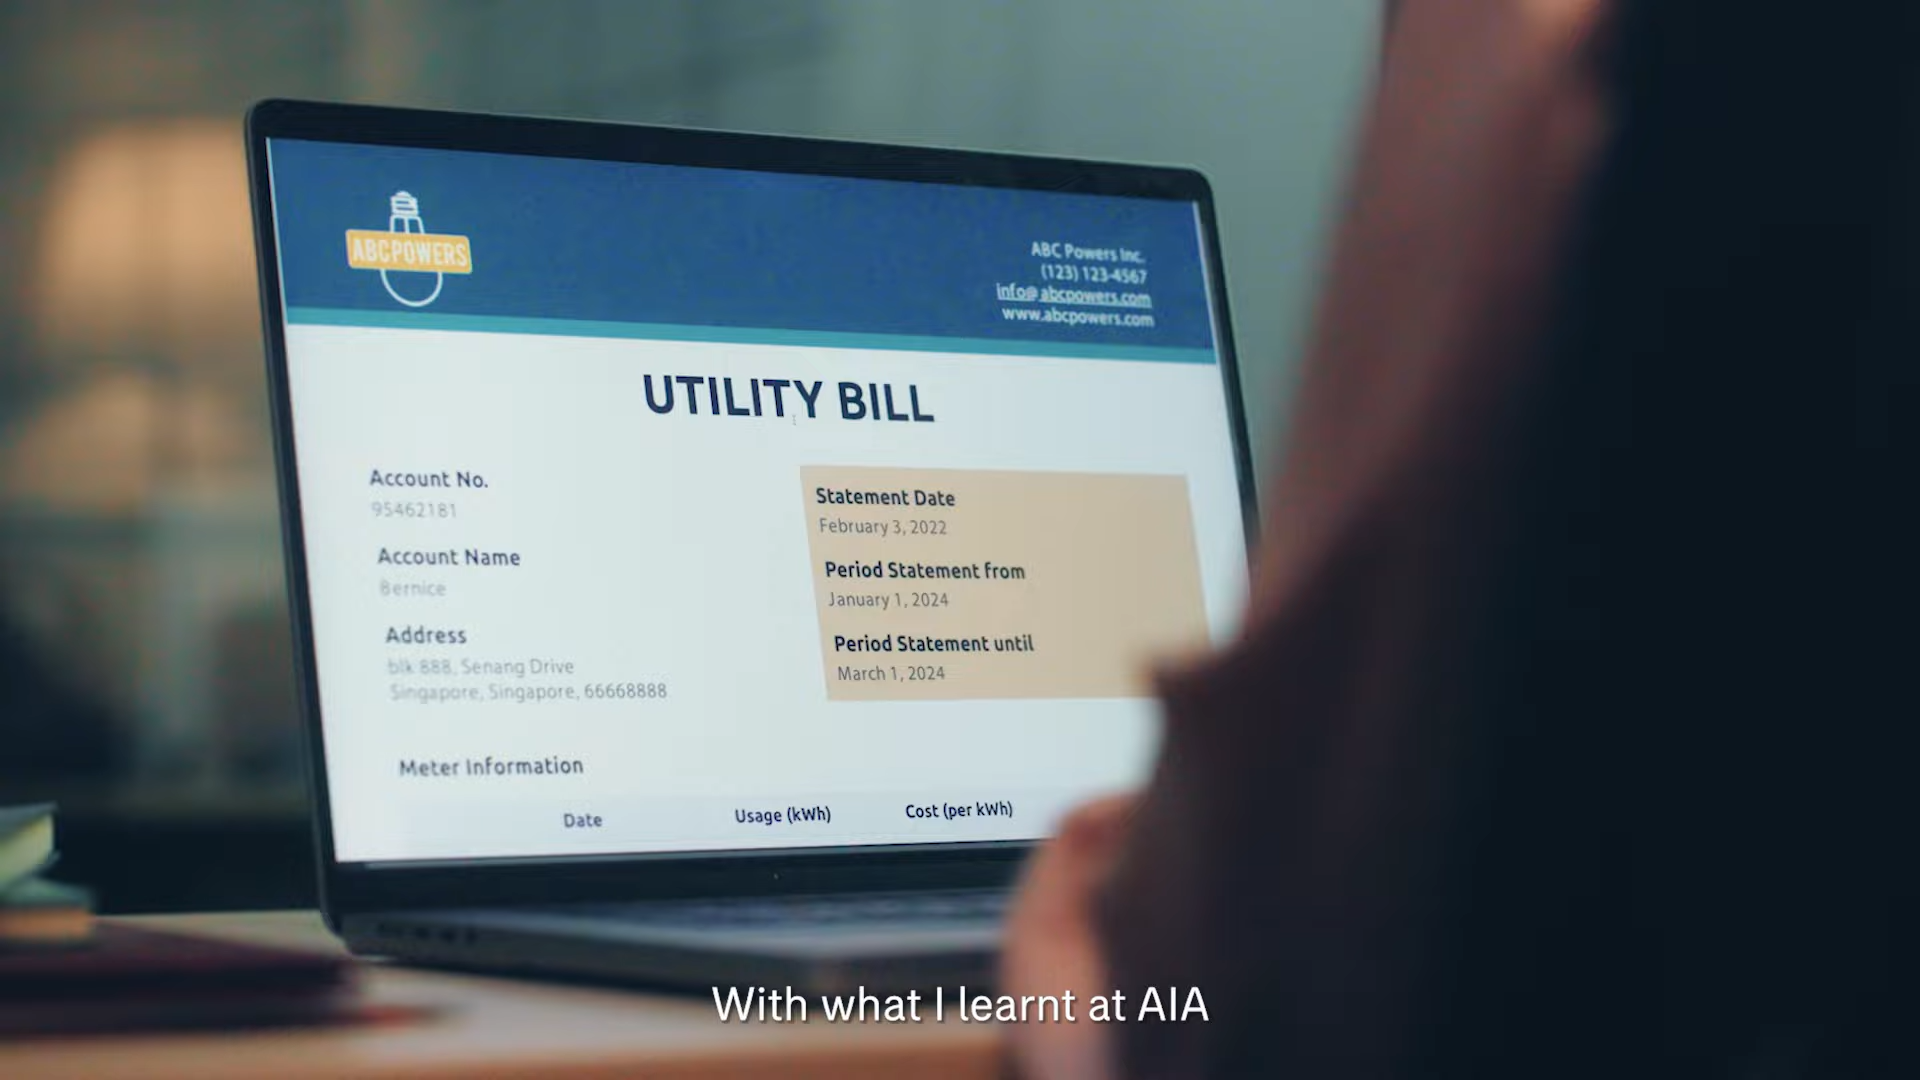 ABCPOWERS
ABC Powers Inc.
(123) 123-4567
info@abcpowers.com
www.abcpowers.com
UTILITY BILL
Account No.
95462181
Account Name
Bernice
Address
blk 888, Senang Drive
Singapore, Singapore, 66668888
Statement Date
February 3, 2022
Period Statement from
January 1, 2024
Period Statement until
March 1, 2024
Meter Information
Date Usage (kWh) Cost (per kWh)
With what I learnt at AIA